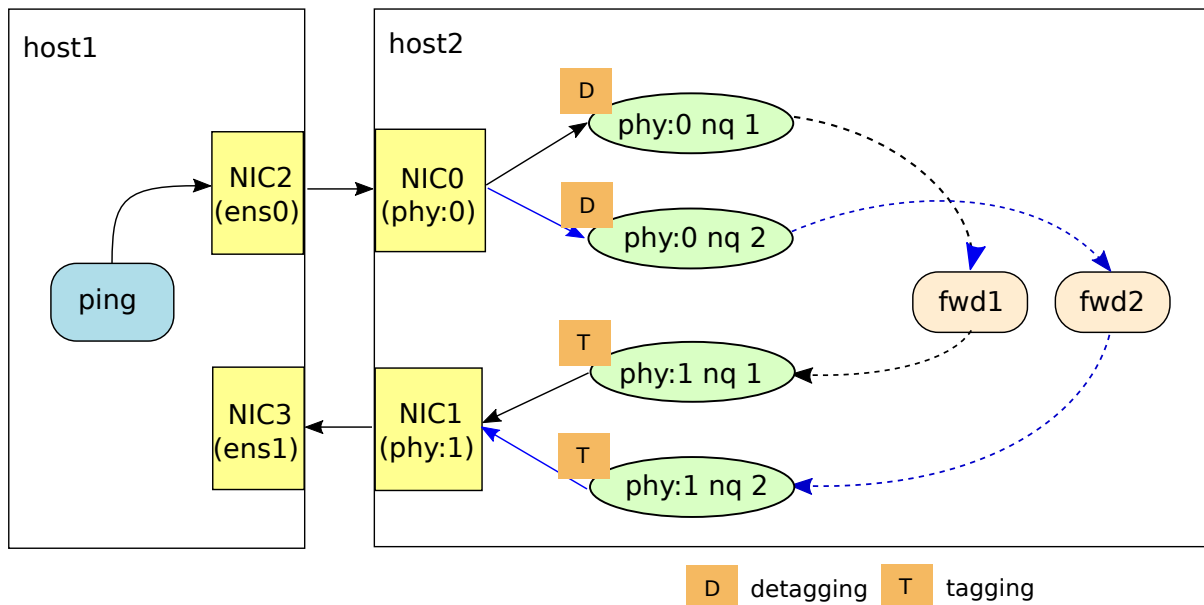 host1
host2
D
phy:0 nq 1
NIC2
(ens0)
NIC0
(phy:0)
D
phy:0 nq 2
ping
fwd1
fwd2
T
phy:1 nq 1
NIC3
(ens1)
NIC1
(phy:1)
T
phy:1 nq 2
D detagging T tagging